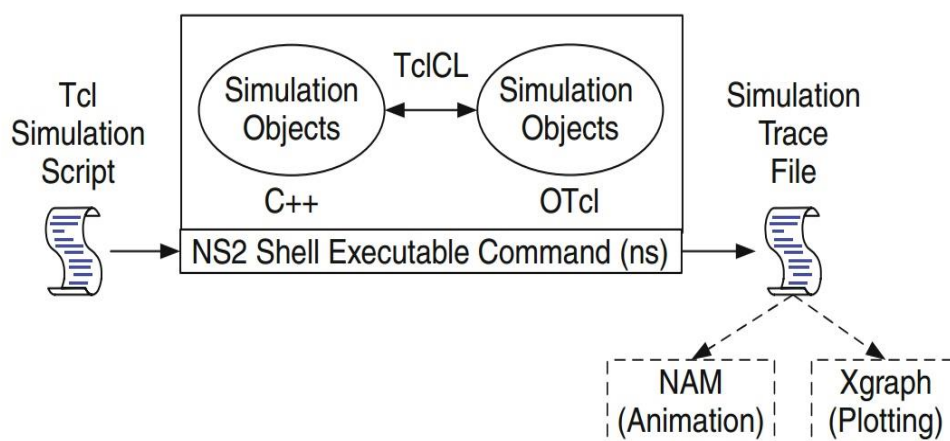 Tcl
Simulation
Script
Simulation
Objects
C++
TclCL
Simulation
Objects
OTcl
NS2 Shell Executable Command (ns)
Simulation
Trace
File
NAM
(Animation)
Xgraph
(Plotting)